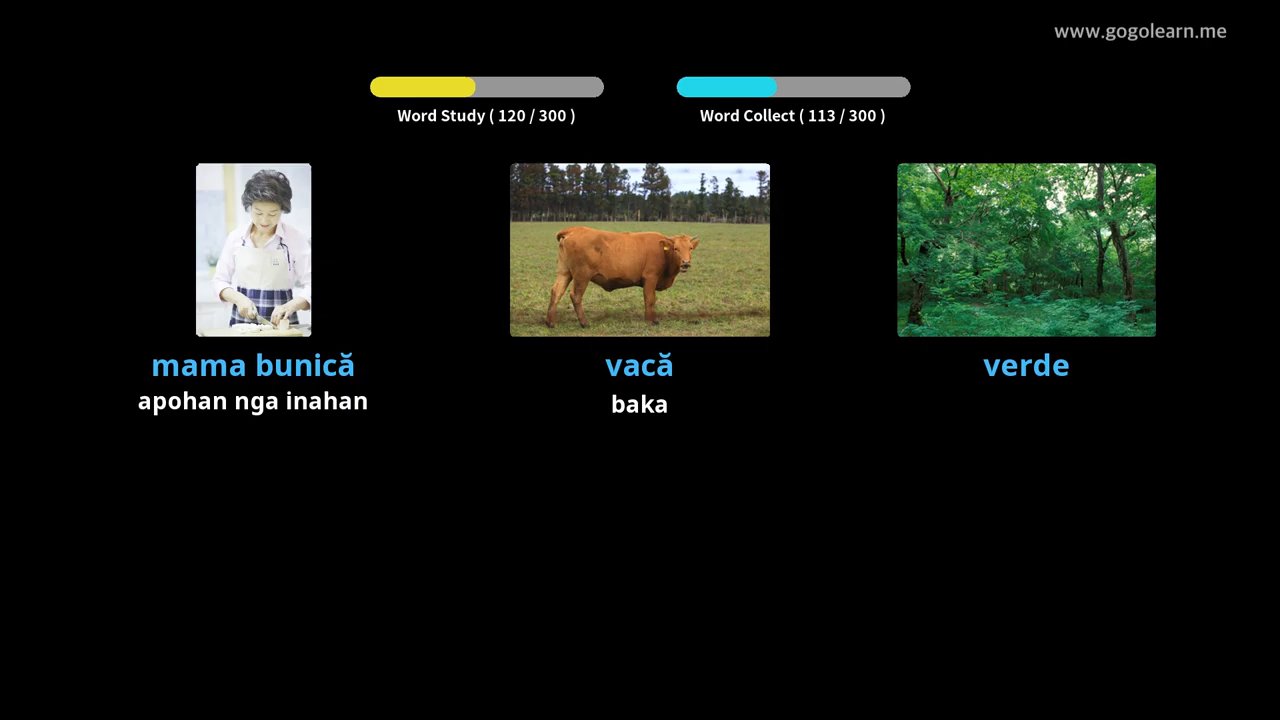 www.gogolearn.me
Word Study ( 120 / 300 )
Word Collect ( 113 / 300 )
mama bunică
vacă
verde
apohan nga inahan
baka